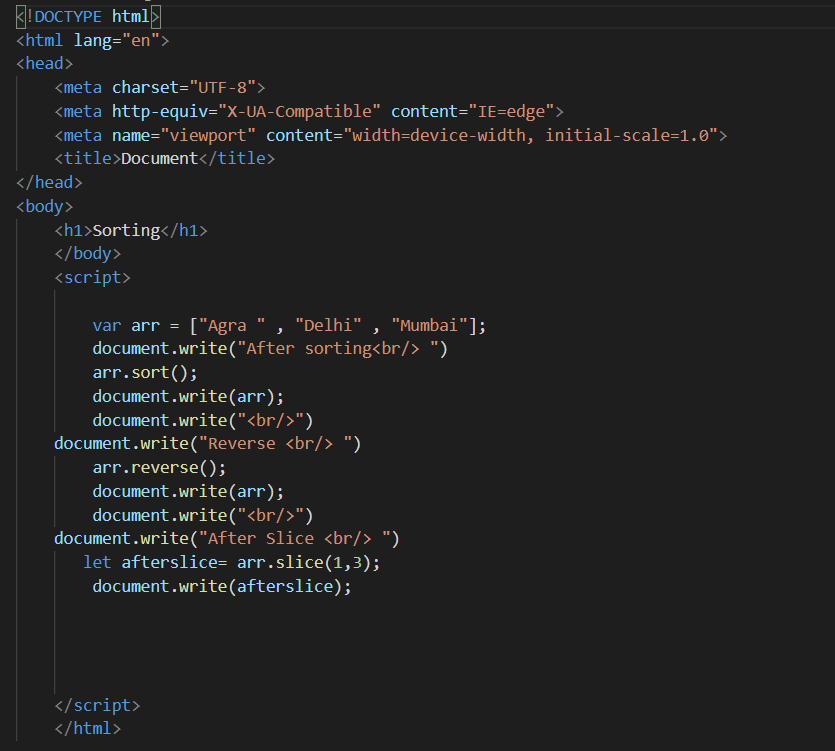 <!DOCTYPE html>
<html lang="en">
<head>
    <meta charset="UTF-8">
    <meta http-equiv="X-UA-Compatible" content="IE=edge">
    <meta name="viewport" content="width=device-width, initial-scale=1.0">
    <title>Document</title>
</head>
<body>
    <h1>Sorting</h1>
    </body>
    <script>
        var arr = ["Agra " , "Delhi" , "Mumbai"];
        document.write("After sorting<br/> ")
        arr.sort();
        document.write(arr);
        document.write("<br/>")
    document.write("Reverse <br/> ")
        arr.reverse();
        document.write(arr);
        document.write("<br/>")
    document.write("After Slice <br/> ")
       let afterslice= arr.slice(1,3);
        document.write(afterslice);
    </script>
    </html>